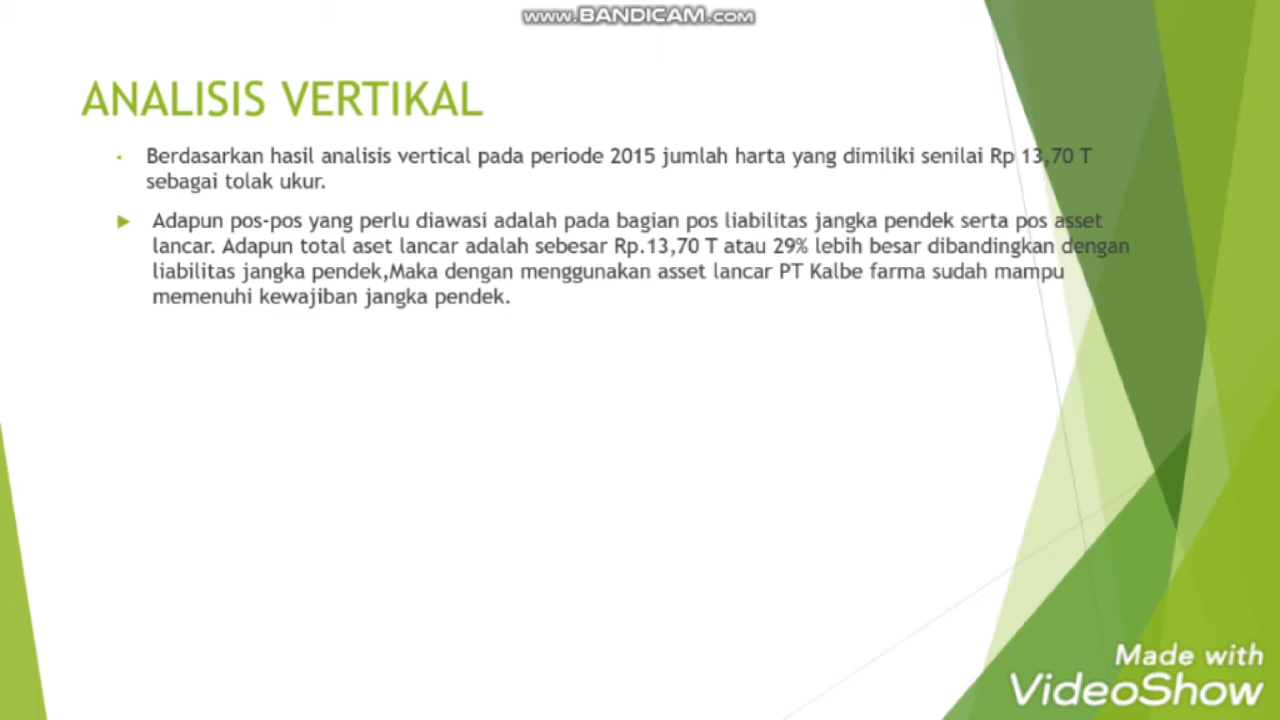 www.BANDICAM.com
ANALISIS VERTIKAL
Berdasarkan hasil analisis vertical pada periode 2015 jumlah harta yang dimiliki senilai Rp 13,70 T
sebagai tolak ukur.
Adapun pos-pos yang perlu diawasi adalah pada bagian pos liabilitas jangka pendek serta pos asset
lancar. Adapun total aset lancar adalah sebesar Rp.13,70 T atau 29% lebih besar dibandingkan dengan
liabilitas jangka pendek,Maka dengan menggunakan asset lancar PT Kalbe farma sudah mampu
memenuhi kewajiban jangka pendek.
Made with
VideoShow